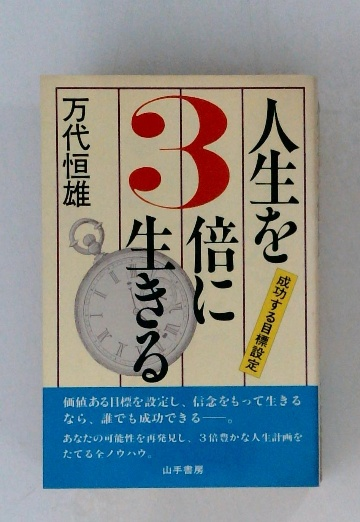 人生を
3倍に
生きる
成功する目標設定
万代恒雄
価値ある目標を設定し、信念をもって生きる
なら、誰でも成功できる──。
あなたの可能性を再発見し、3倍豊かな人生計画を
たてる全ノウハウ。
山手書房